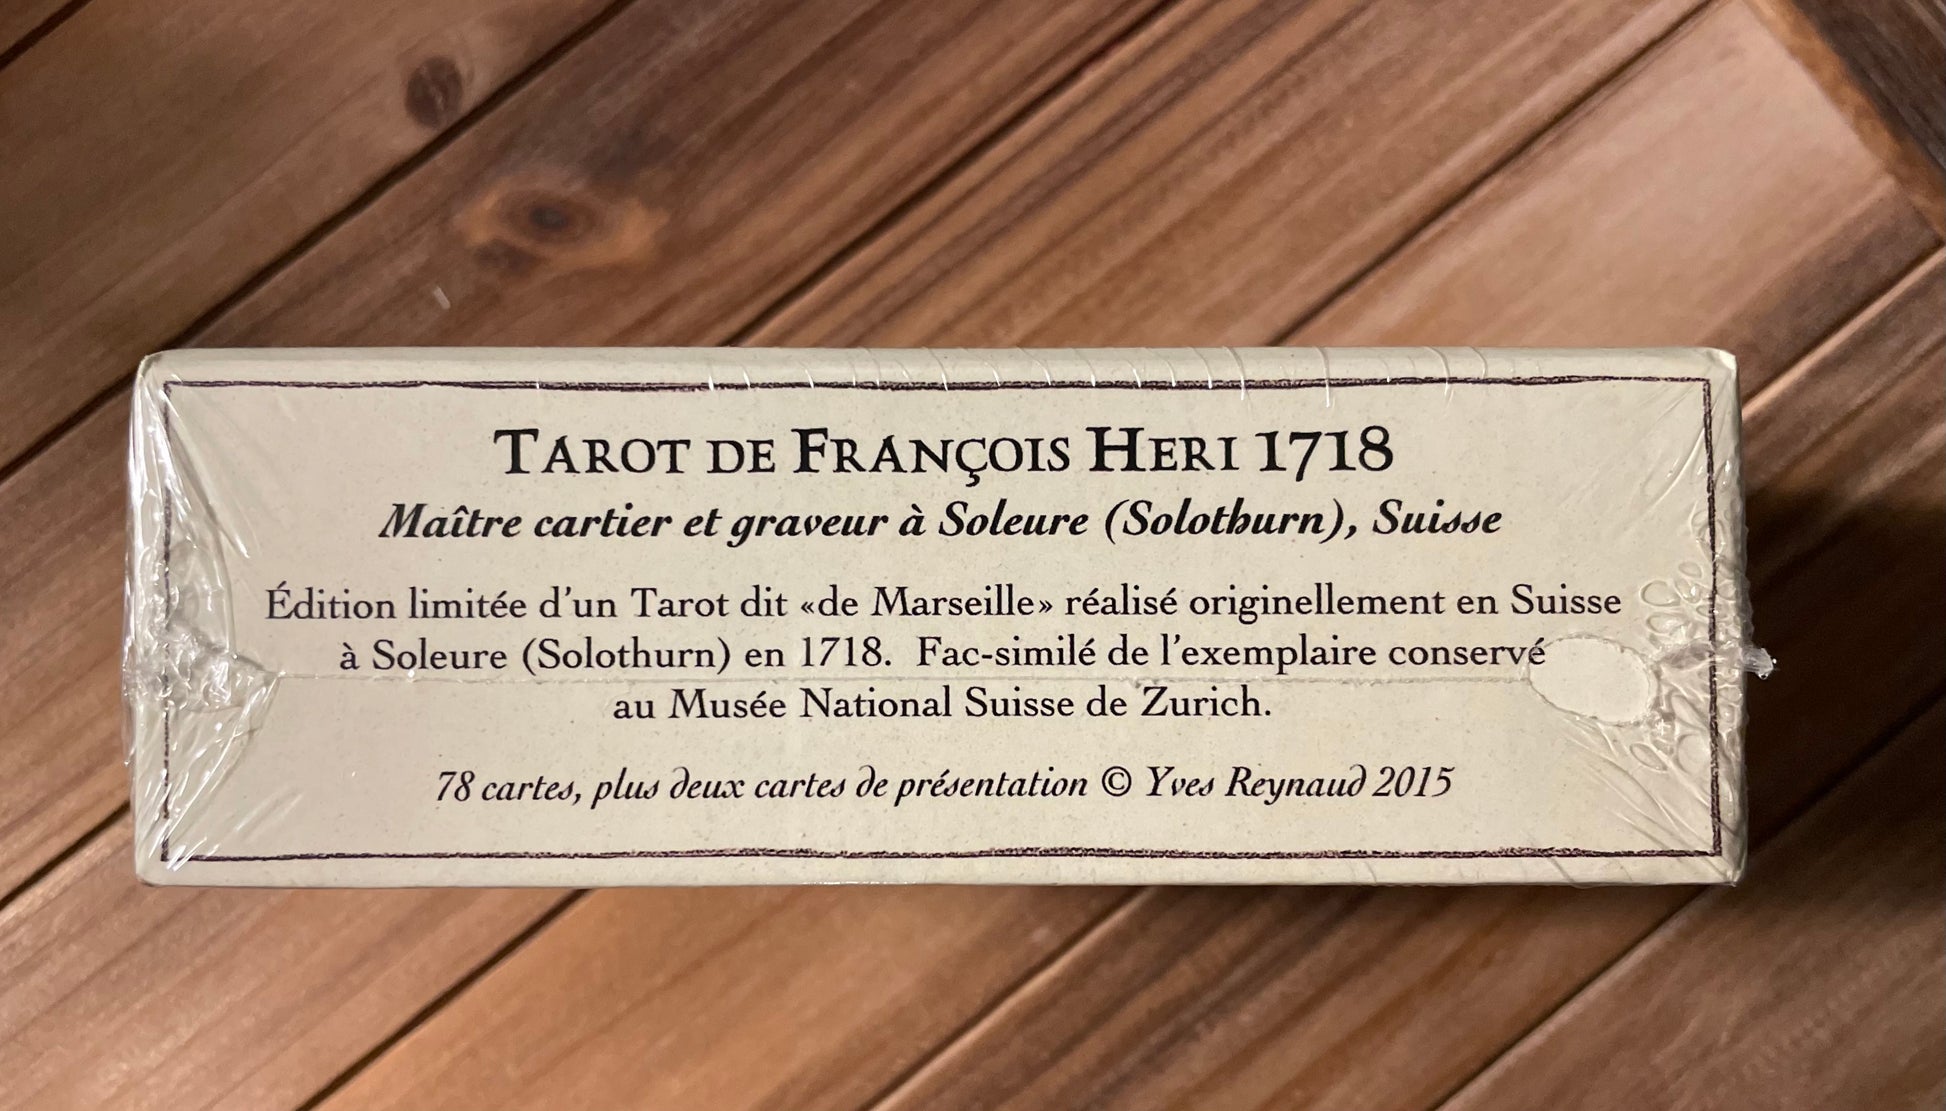 Tarot de François Heri 1718
Maître cartier et graveur à Soleure (Solothurn), Suisse
Édition limitée d'un Tarot dit «de Marseille» réalisé originellement en Suisse
à Soleure (Solothurn) en 1718. Fac-similé de l'exemplaire conservé
au Musée National Suisse de Zurich.
78 cartes, plus deux cartes de présentation © Yves Reynaud 2015